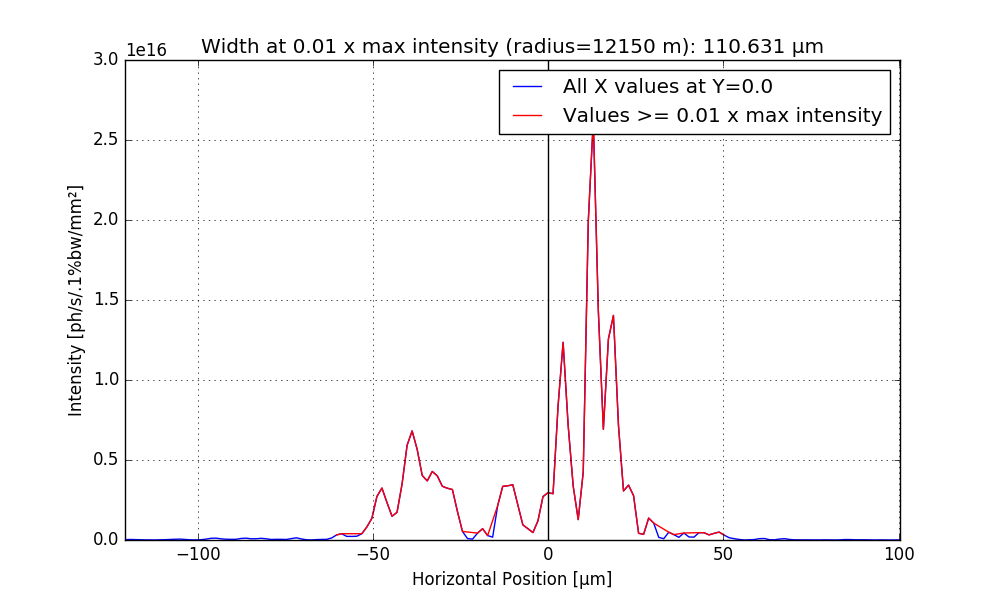 Width at 0.01 x max intensity (radius=12150 m): 110.631 µm
1e16
All X values at Y=0.0
Values >= 0.01 x max intensity
3.0
2.5
2.0
1.5
1.0
0.5
0.0
Intensity [ph/s/.1%bw/mm²]
−100
−50
0
50
100
Horizontal Position [µm]